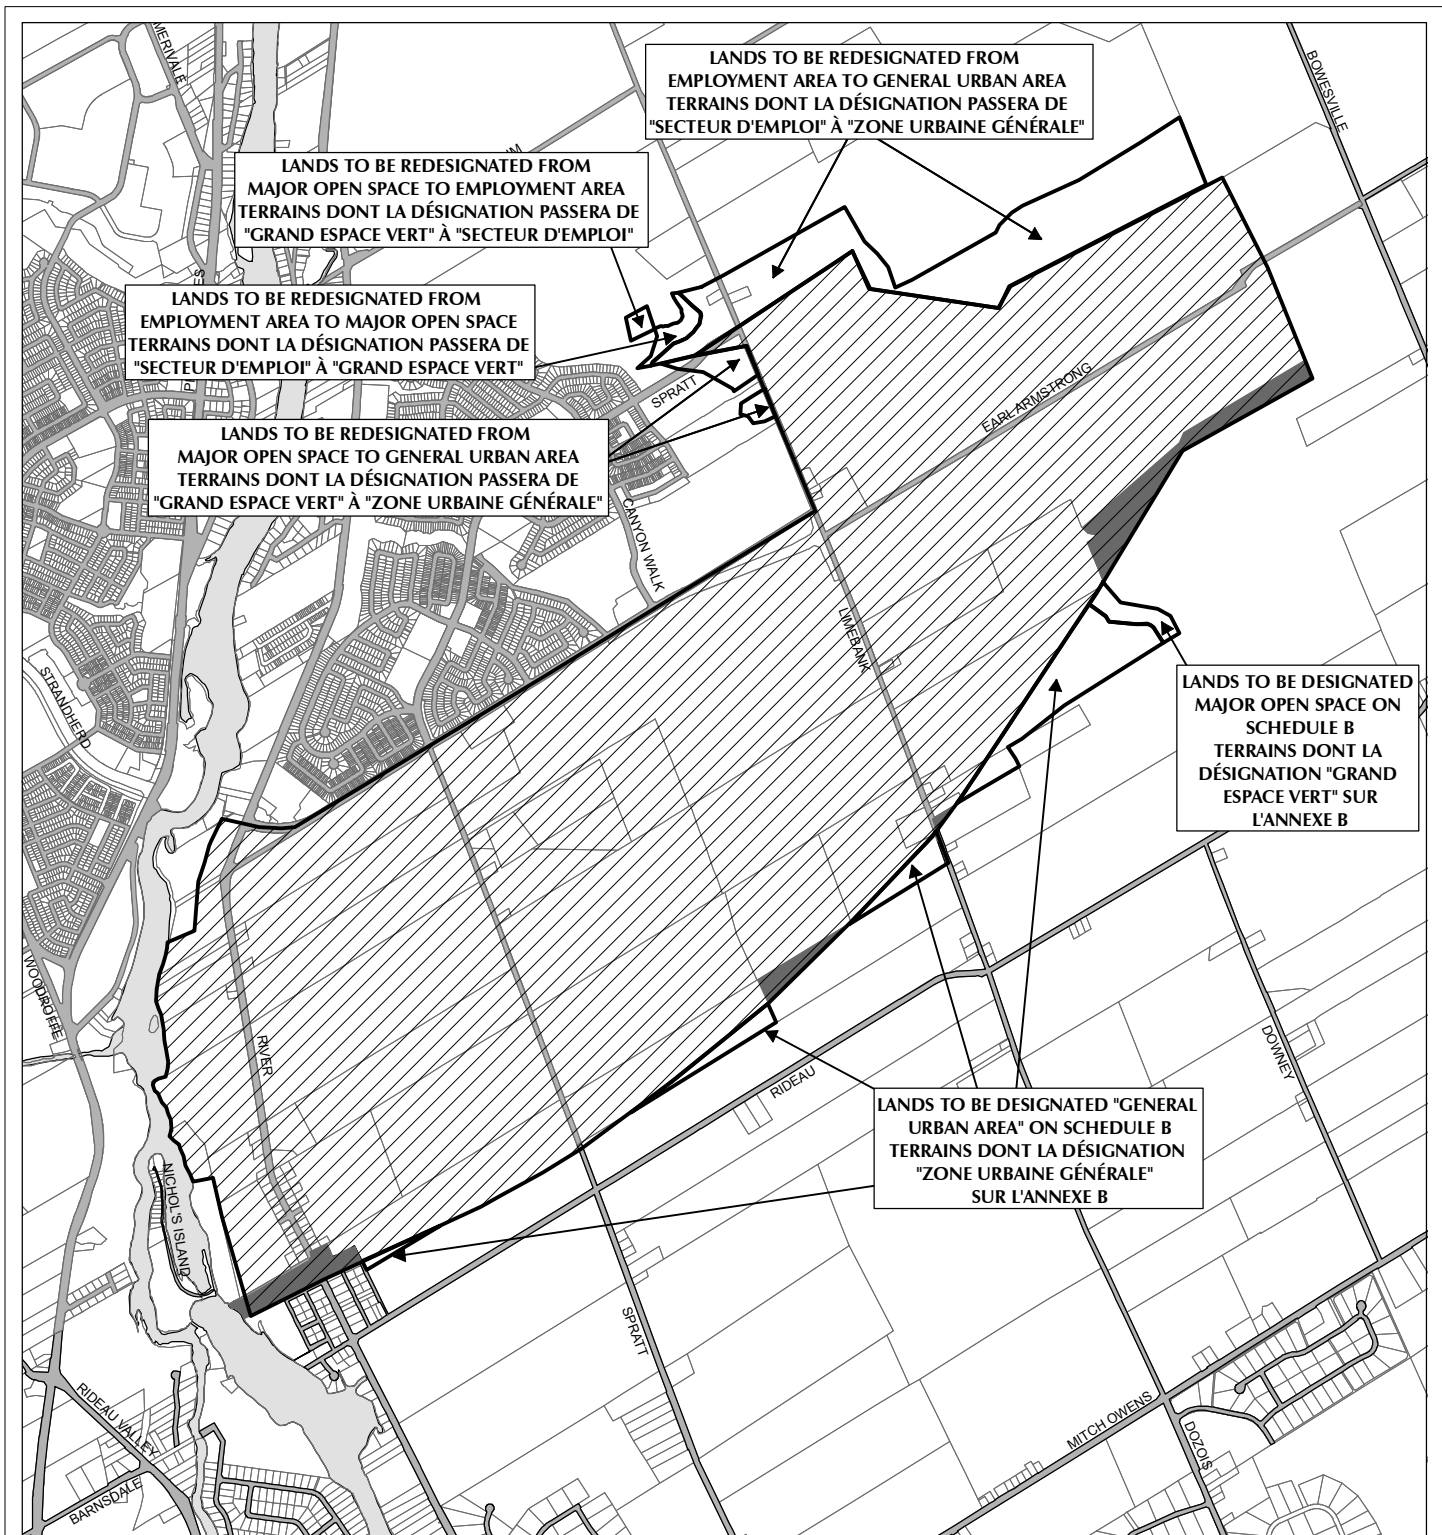 LANDS TO BE REDESIGNATED FROM
EMPLOYMENT AREA TO GENERAL URBAN AREA
TERRAINS DONT LA DÉSIGNATION PASSERA DE
"SECTEUR D'EMPLOI" À "ZONE URBAINE GÉNÉRALE"
LANDS TO BE REDESIGNATED FROM
MAJOR OPEN SPACE TO EMPLOYMENT AREA
TERRAINS DONT LA DÉSIGNATION PASSERA DE
"GRAND ESPACE VERT" À "SECTEUR D'EMPLOI"
LANDS TO BE REDESIGNATED FROM
EMPLOYMENT AREA TO MAJOR OPEN SPACE
TERRAINS DONT LA DÉSIGNATION PASSERA DE
"SECTEUR D'EMPLOI" À "GRAND ESPACE VERT"
LANDS TO BE REDESIGNATED FROM
MAJOR OPEN SPACE TO GENERAL URBAN AREA
TERRAINS DONT LA DÉSIGNATION PASSERA DE
"GRAND ESPACE VERT" À "ZONE URBAINE GÉNÉRALE"
LANDS TO BE DESIGNATED
MAJOR OPEN SPACE ON
SCHEDULE B
TERRAINS DONT LA
DÉSIGNATION "GRAND
ESPACE VERT" SUR
L'ANNEXE B
LANDS TO BE DESIGNATED "GENERAL
URBAN AREA" ON SCHEDULE B
TERRAINS DONT LA DÉSIGNATION
"ZONE URBAINE GÉNÉRALE"
SUR L'ANNEXE B
MERIVALE
BOWESVILLE
SPRATT
EARL ARMSTRONG
CANYON WALK
LIMEBANK
STRANDHERD
WOODROFFE
RIVER
RIDEAU
DOWNEY
NICHOL'S ISLAND
SPRATT
RIDEAU VALLEY
BARNSDALE
MITCH OWENS
DOZOIS